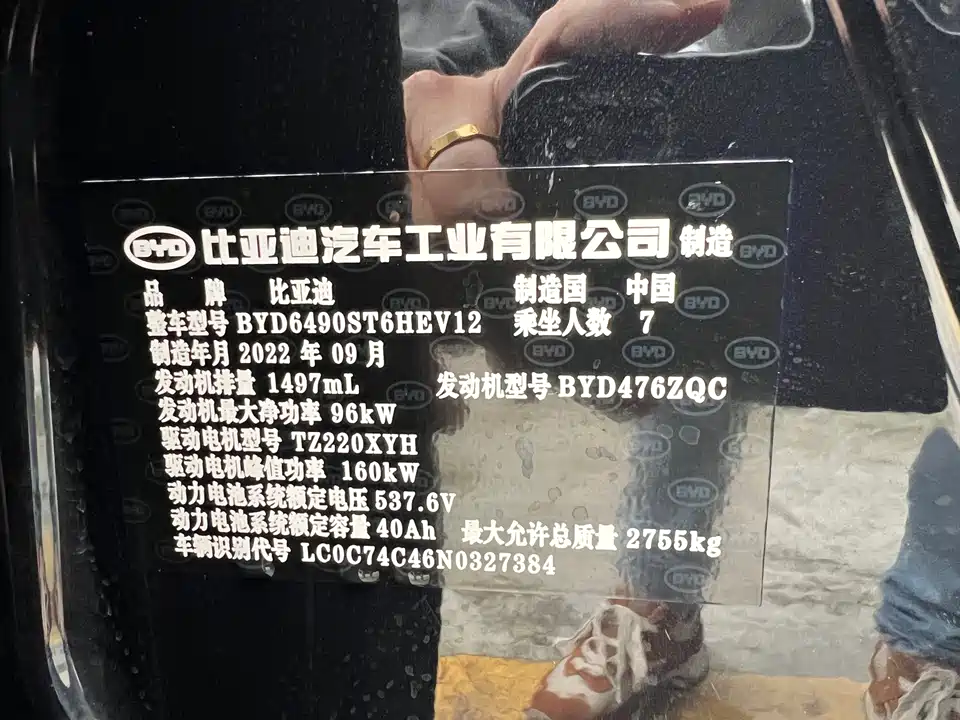 BYD 比亚迪汽车工业有限公司 制造
品 牌 比亚迪 制造国 中国
整车型号 BYD6490ST6HEV12 乘坐人数 7
制造年月 2022 年 09 月
发动机排量 1497mL 发动机型号 BYD476ZQC
发动机最大净功率 96kW
驱动电机型号 TZ220XYH
驱动电机峰值功率 160kW
动力电池系统额定电压 537.6V
动力电池系统额定容量 40Ah 最大允许总质量 2755kg
车辆识别代号 LC0C74C46N0327384